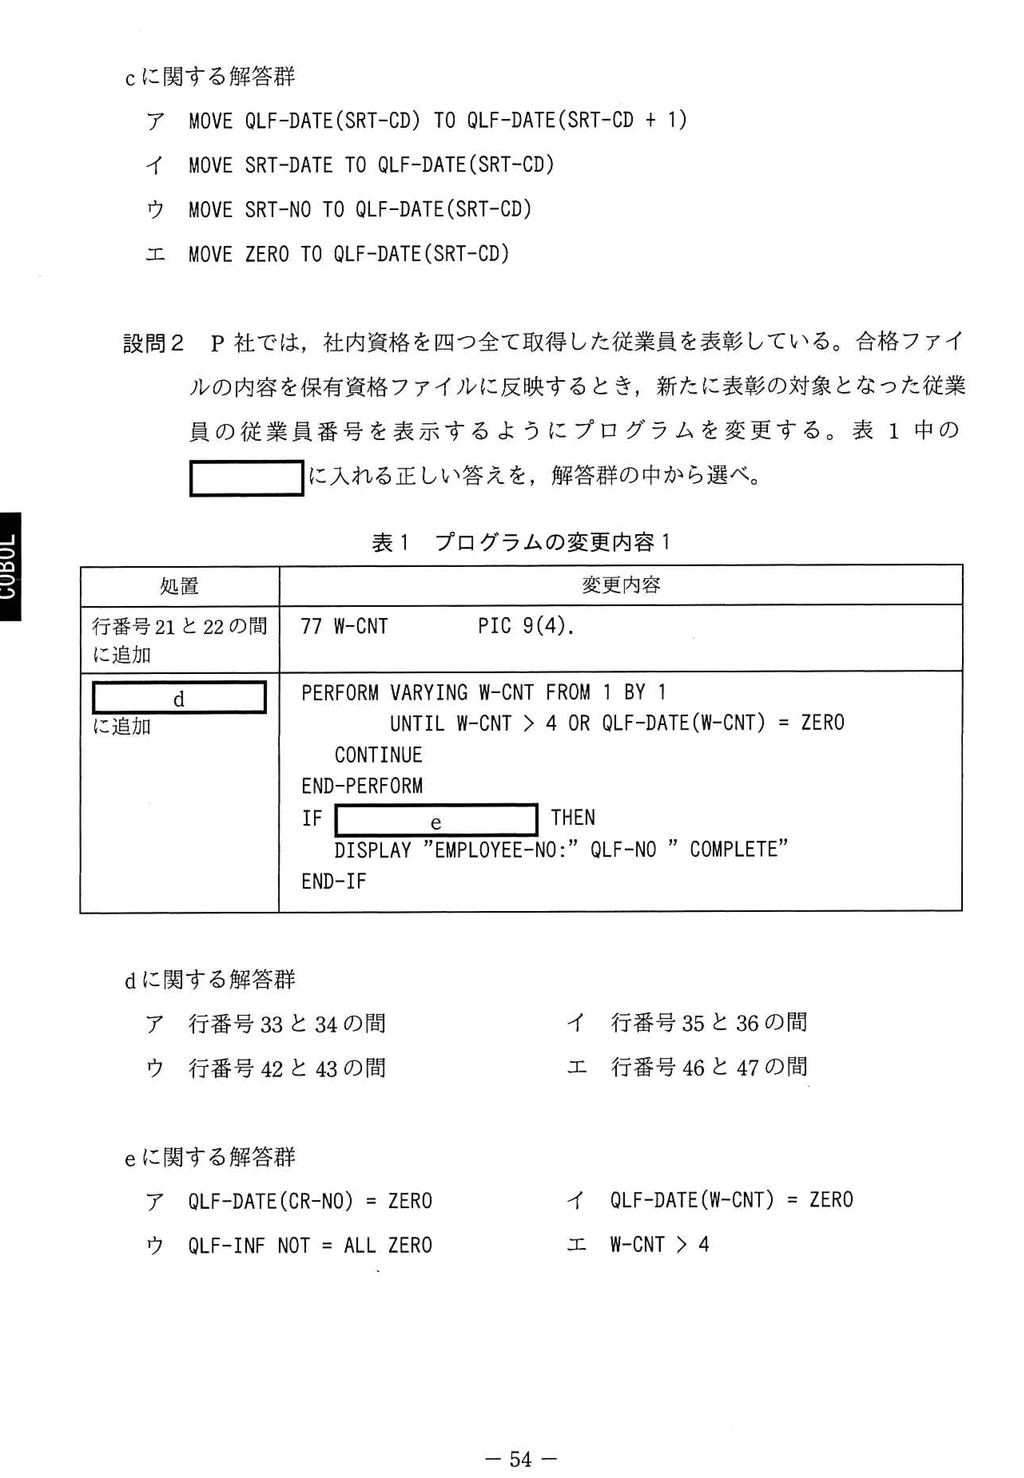 cに関する解答群
ア MOVE QLF-DATE(SRT-CD) TO QLF-DATE(SRT-CD + 1)
イ MOVE SRT-DATE TO QLF-DATE(SRT-CD)
ウ MOVE SRT-NO TO QLF-DATE(SRT-CD)
エ MOVE ZERO TO QLF-DATE(SRT-CD)
設問2 P 社では，社内資格を四つ全て取得した従業員を表彰している。合格ファイ
ルの内容を保有資格ファイルに反映するとき，新たに表彰の対象となった従業
員の従業員番号を表示するようにプログラムを変更する。表 1 中の
に入れる正しい答えを，解答群の中から選べ。
COBOL
表1 プログラムの変更内容1
処置 変更内容
行番号21と22の間 77 W-CNT PIC 9(4).
に追加
d PERFORM VARYING W-CNT FROM 1 BY 1
に追加 UNTIL W-CNT > 4 OR QLF-DATE(W-CNT) = ZERO
CONTINUE
END-PERFORM
IF e THEN
DISPLAY ”EMPLOYEE-NO:” QLF-NO ” COMPLETE”
END-IF
dに関する解答群
ア 行番号33と34の間 イ 行番号35と36の間
ウ 行番号42と43の間 エ 行番号46と47の間
eに関する解答群
ア QLF-DATE(CR-NO) = ZERO イ QLF-DATE(W-CNT) = ZERO
ウ QLF-INF NOT = ALL ZERO エ W-CNT > 4
— 54 —